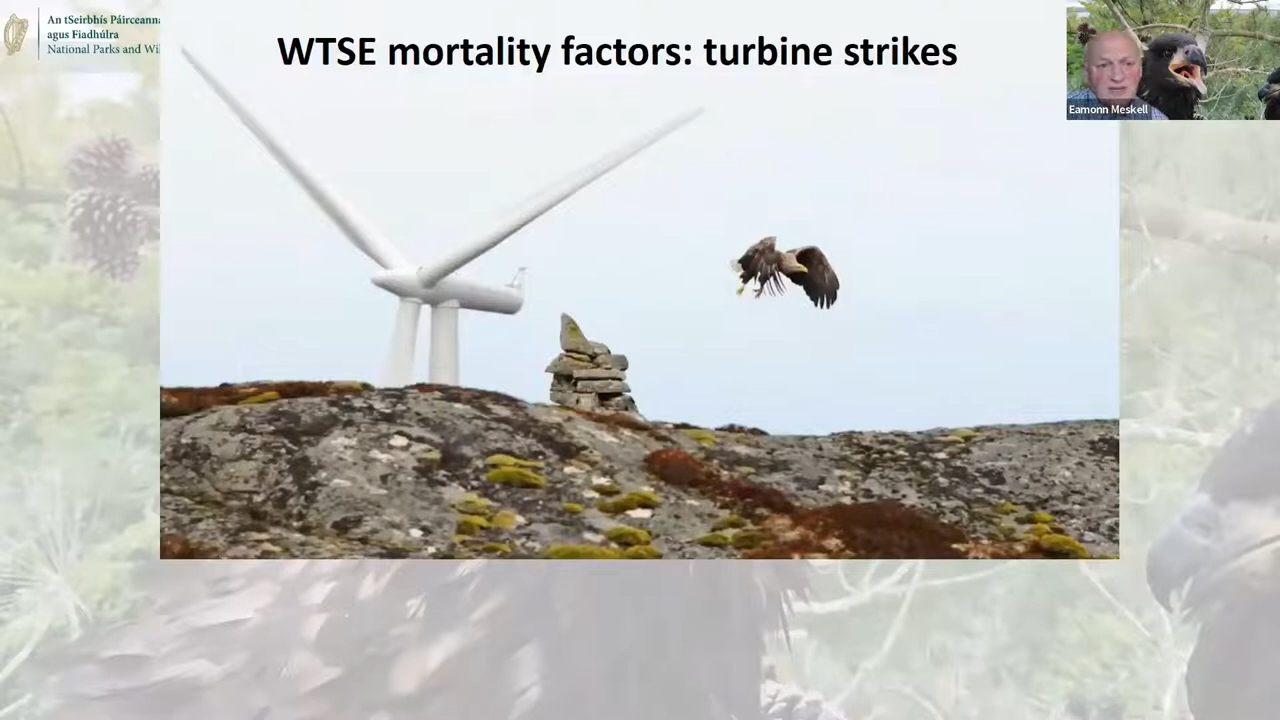 An tSeirbhís Páirceanna
agus Fiadhúlra
National Parks and Wil
WTSE mortality factors: turbine strikes
Eamonn Meskell